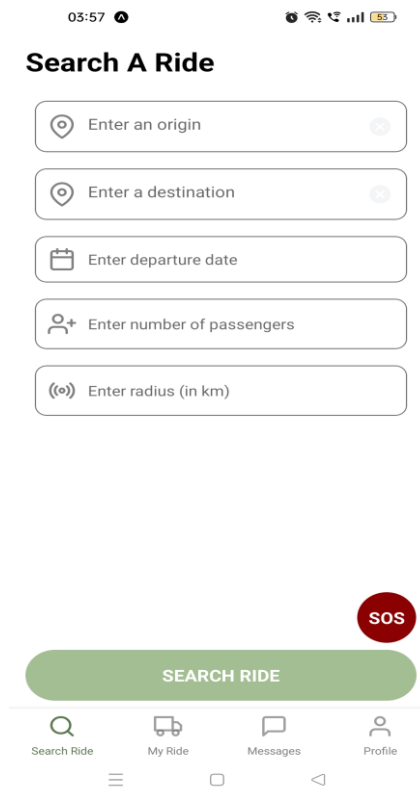 03:57
53
Search A Ride
Enter an origin
Enter a destination
Enter departure date
Enter number of passengers
Enter radius (in km)
SOS
SEARCH RIDE
Search Ride
My Ride
Messages
Profile